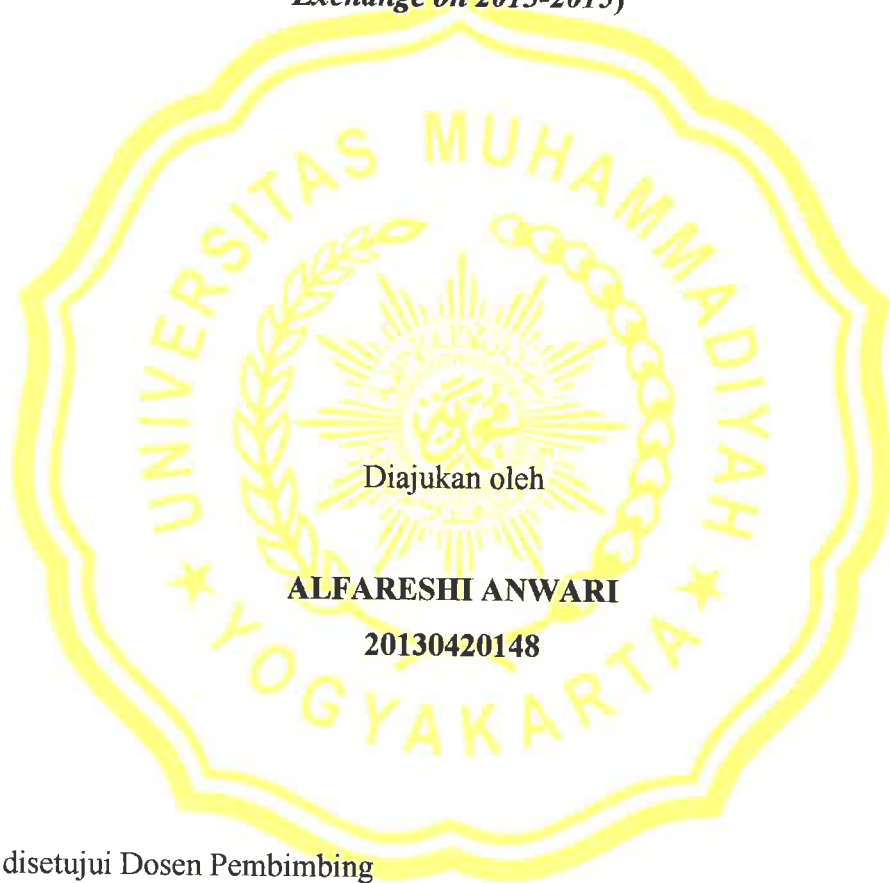 Exchange on 2013-2015)
UNIVERSITAS MUHAMMADIYAH
★ YOGYAKARTA ★
Diajukan oleh
ALFARESHI ANWARI
20130420148
disetujui Dosen Pembimbing